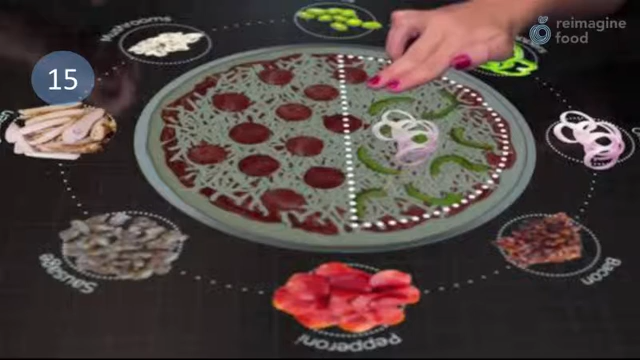 Mushrooms
reimagine
food
15
Sausage
Bacon
Pepperoni